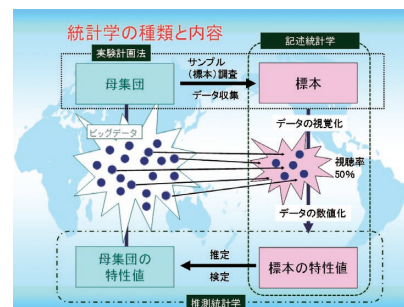 統計学の種類と内容
実験計画法
記述統計学
母集団
サンプル
(標本)調査
データ収集
標本
ビッグデータ
データの視覚化
視聴率
50%
データの数値化
母集団の
特性値
推定
検定
標本の特性値
推測統計学